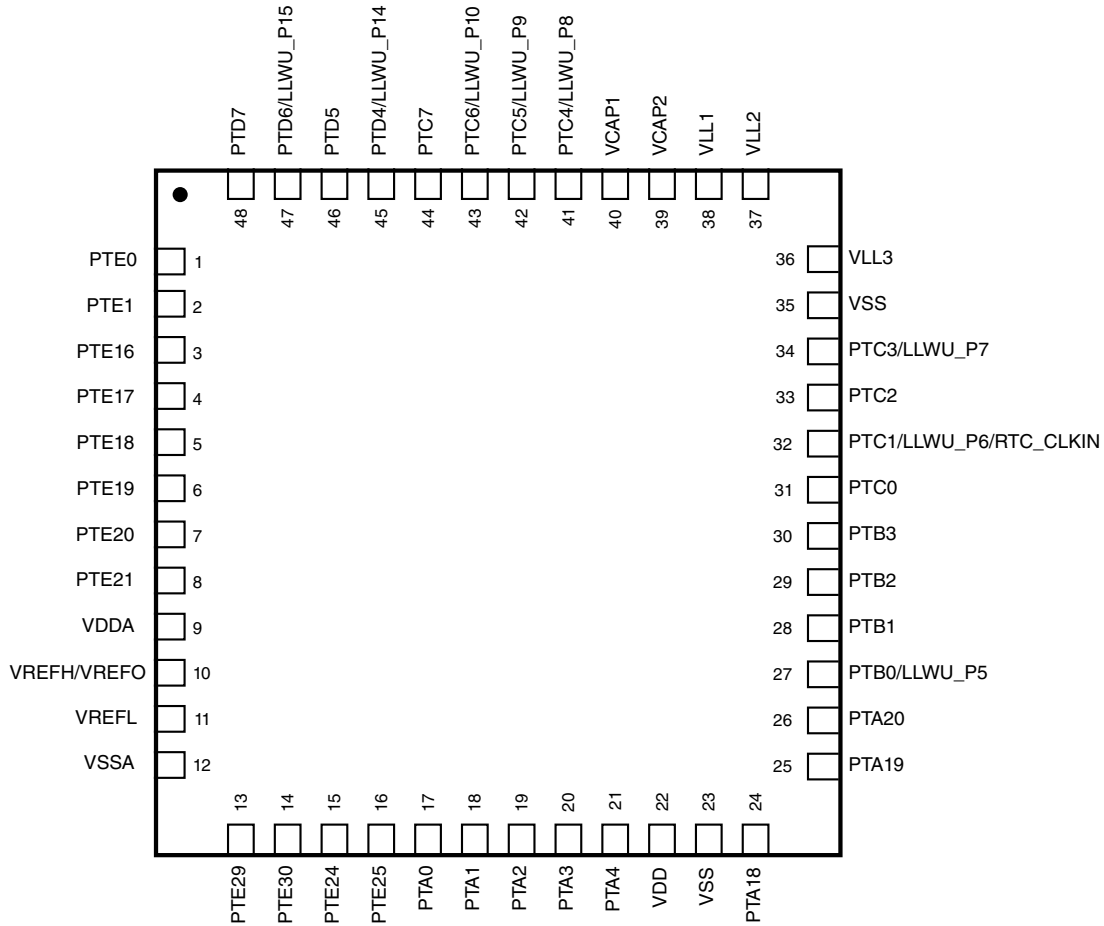 PTD7
PTD6/LLWU_P15
PTD5
PTD4/LLWU_P14
PTC7
PTC6/LLWU_P10
PTC5/LLWU_P9
PTC4/LLWU_P8
VCAP1
VCAP2
VLL1
VLL2
48
47
46
45
44
43
42
41
40
39
38
37
PTE0 1
PTE1 2
PTE16 3
PTE17 4
PTE18 5
PTE19 6
PTE20 7
PTE21 8
VDDA 9
VREFH/VREFO 10
VREFL 11
VSSA 12
36 VLL3
35 VSS
34 PTC3/LLWU_P7
33 PTC2
32 PTC1/LLWU_P6/RTC_CLKIN
31 PTC0
30 PTB3
29 PTB2
28 PTB1
27 PTB0/LLWU_P5
26 PTA20
25 PTA19
13
14
15
16
17
18
19
20
21
22
23
24
PTE29
PTE30
PTE24
PTE25
PTA0
PTA1
PTA2
PTA3
PTA4
VDD
VSS
PTA18